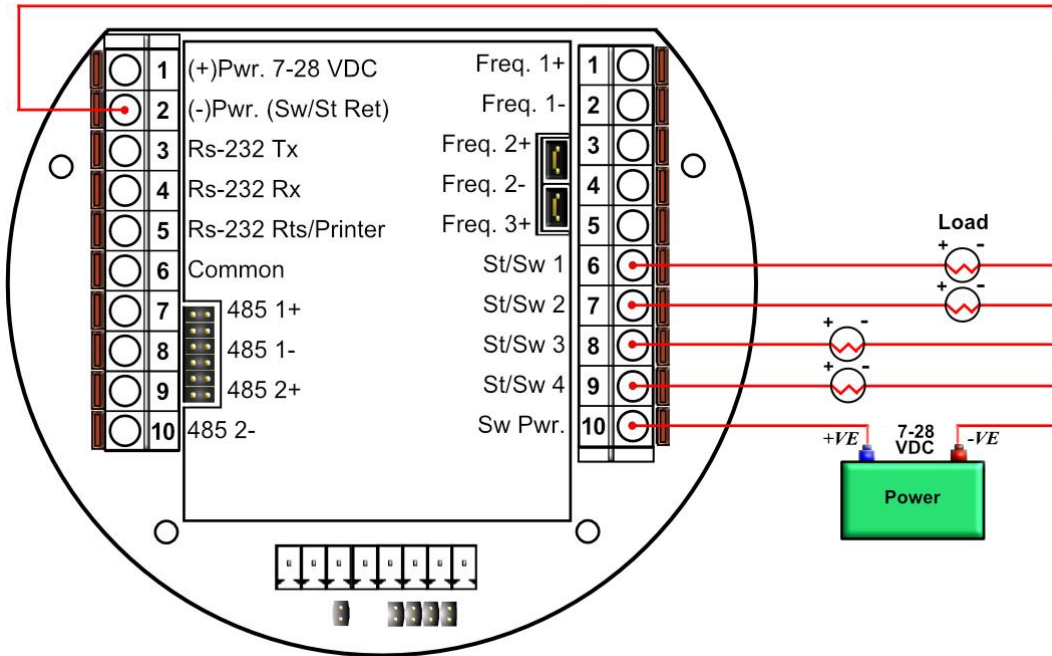 1 (+)Pwr. 7-28 VDC
2 (-)Pwr. (Sw/St Ret)
3 Rs-232 Tx
4 Rs-232 Rx
5 Rs-232 Rts/Printer
6 Common
7 485 1+
8 485 1-
9 485 2+
10 485 2-
Freq. 1+ 1
Freq. 1- 2
Freq. 2+ 3
Freq. 2- 4
Freq. 3+ 5
St/Sw 1 6
St/Sw 2 7
St/Sw 3 8
St/Sw 4 9
Sw Pwr. 10
Load
+ -
+ -
+ -
+ -
+VE 7-28 -VE
VDC
Power